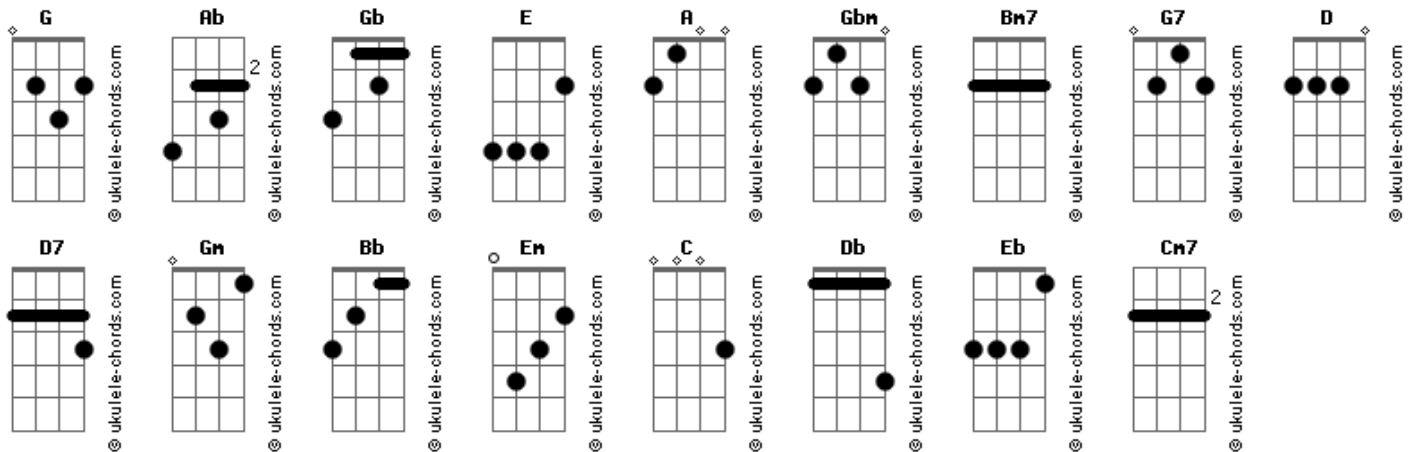 G Ab Gb E A Gbm Bm7 G7 D
2
© ukulele-chords.com © ukulele-chords.com © ukulele-chords.com © ukulele-chords.com © ukulele-chords.com © ukulele-chords.com © ukulele-chords.com © ukulele-chords.com © ukulele-chords.com
D7 Gm Bb Em C Db Eb Cm7
2
© ukulele-chords.com © ukulele-chords.com © ukulele-chords.com © ukulele-chords.com © ukulele-chords.com © ukulele-chords.com © ukulele-chords.com © ukulele-chords.com